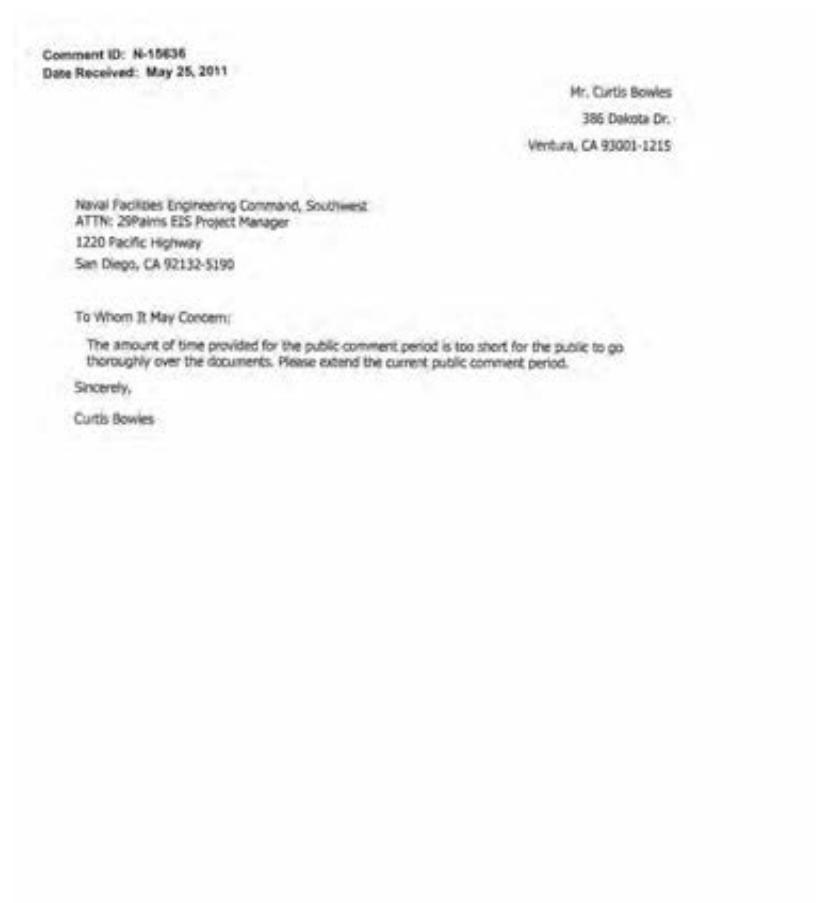 Comment ID: N-15636
Date Received: May 25, 2011
Mr. Curtis Bowles
386 Dakota Dr.
Ventura, CA 93001-1215
Naval Facilities Engineering Command, Southwest
ATTN: 29Palms EIS Project Manager
1220 Pacific Highway
San Diego, CA 92132-5190
To Whom It May Concern:
The amount of time provided for the public comment period is too short for the public to go
thoroughly over the documents. Please extend the current public comment period.
Sincerely,
Curtis Bowles